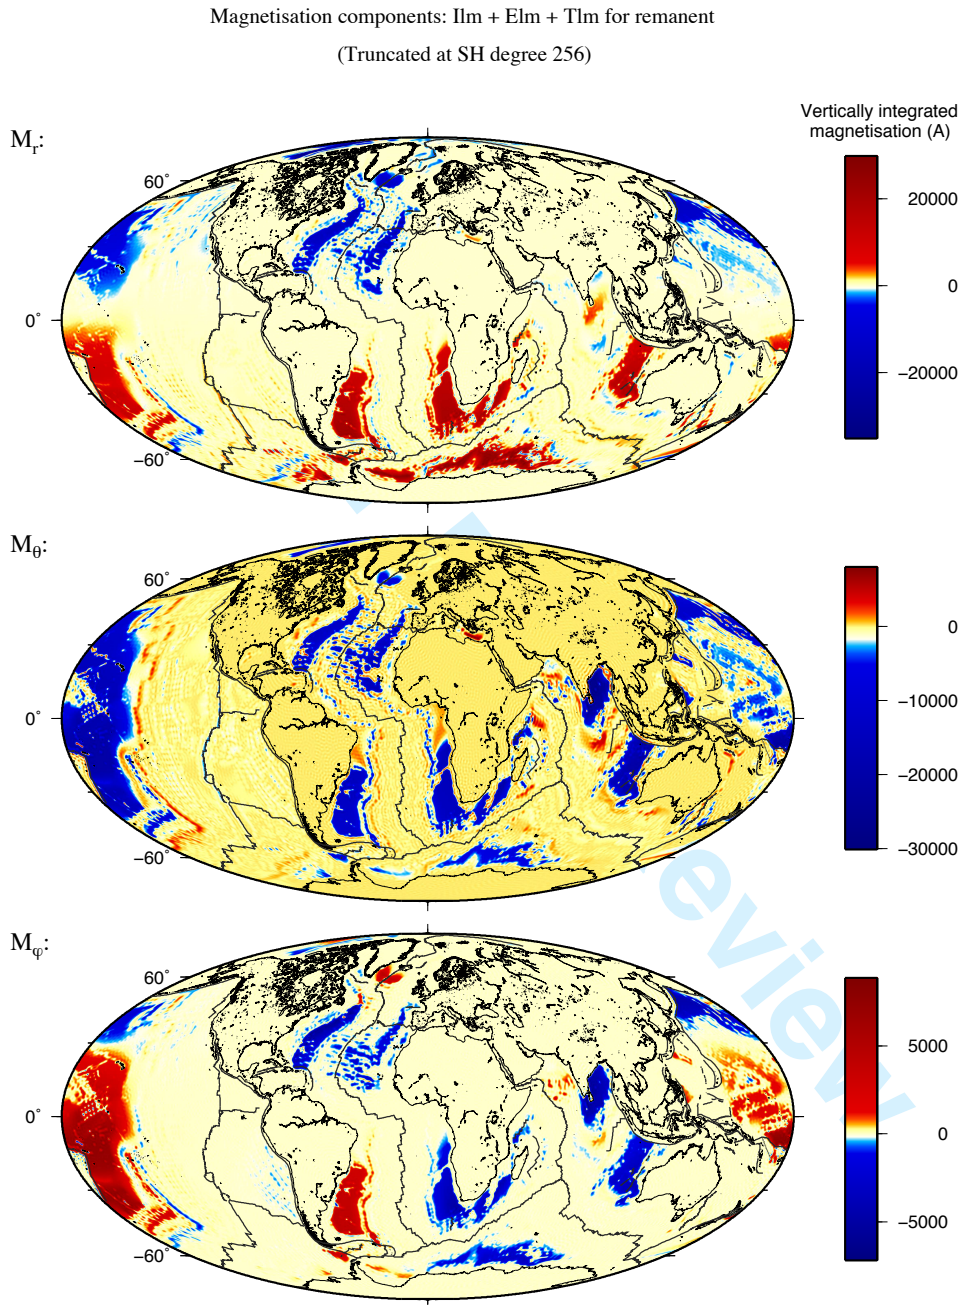 Magnetisation components: Ilm + Elm + Tlm for remanent
(Truncated at SH degree 256)
Vertically integrated
magnetisation (A)
Mr:
60°
0°
−60°
20000
0
−20000
Mθ:
60°
0°
−60°
0
−10000
−20000
−30000
Mφ:
60°
0°
−60°
5000
0
−5000
eview